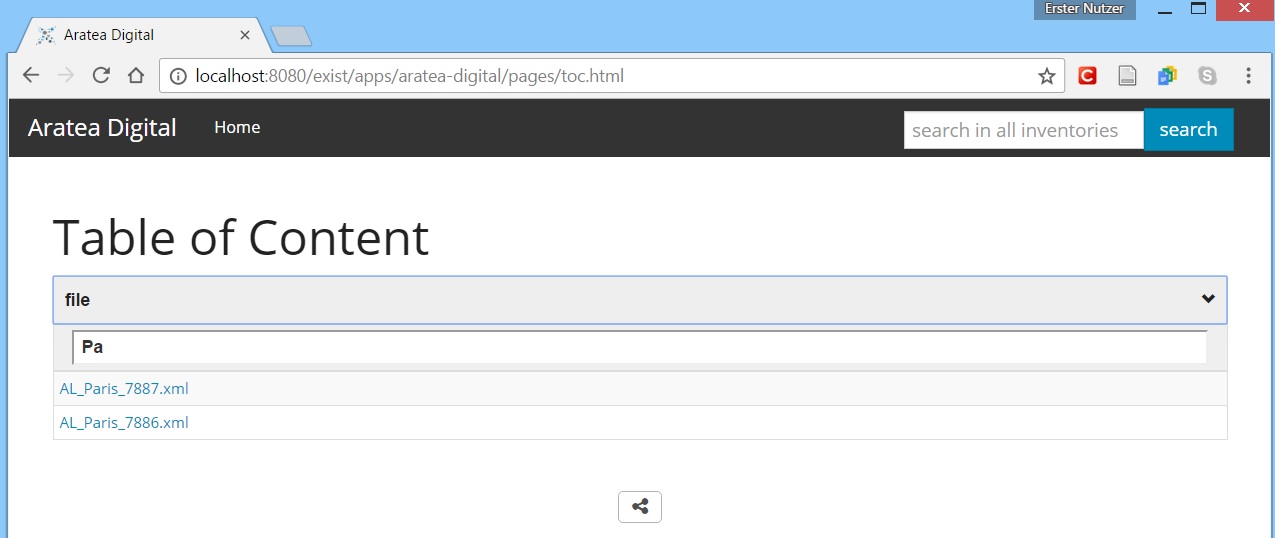 Erster Nutzer
Aratea Digital
localhost:8080/exist/apps/aratea-digital/pages/toc.html
Aratea Digital Home search in all inventories search
Table of Content
file
Pa
AL_Paris_7887.xml
AL_Paris_7886.xml